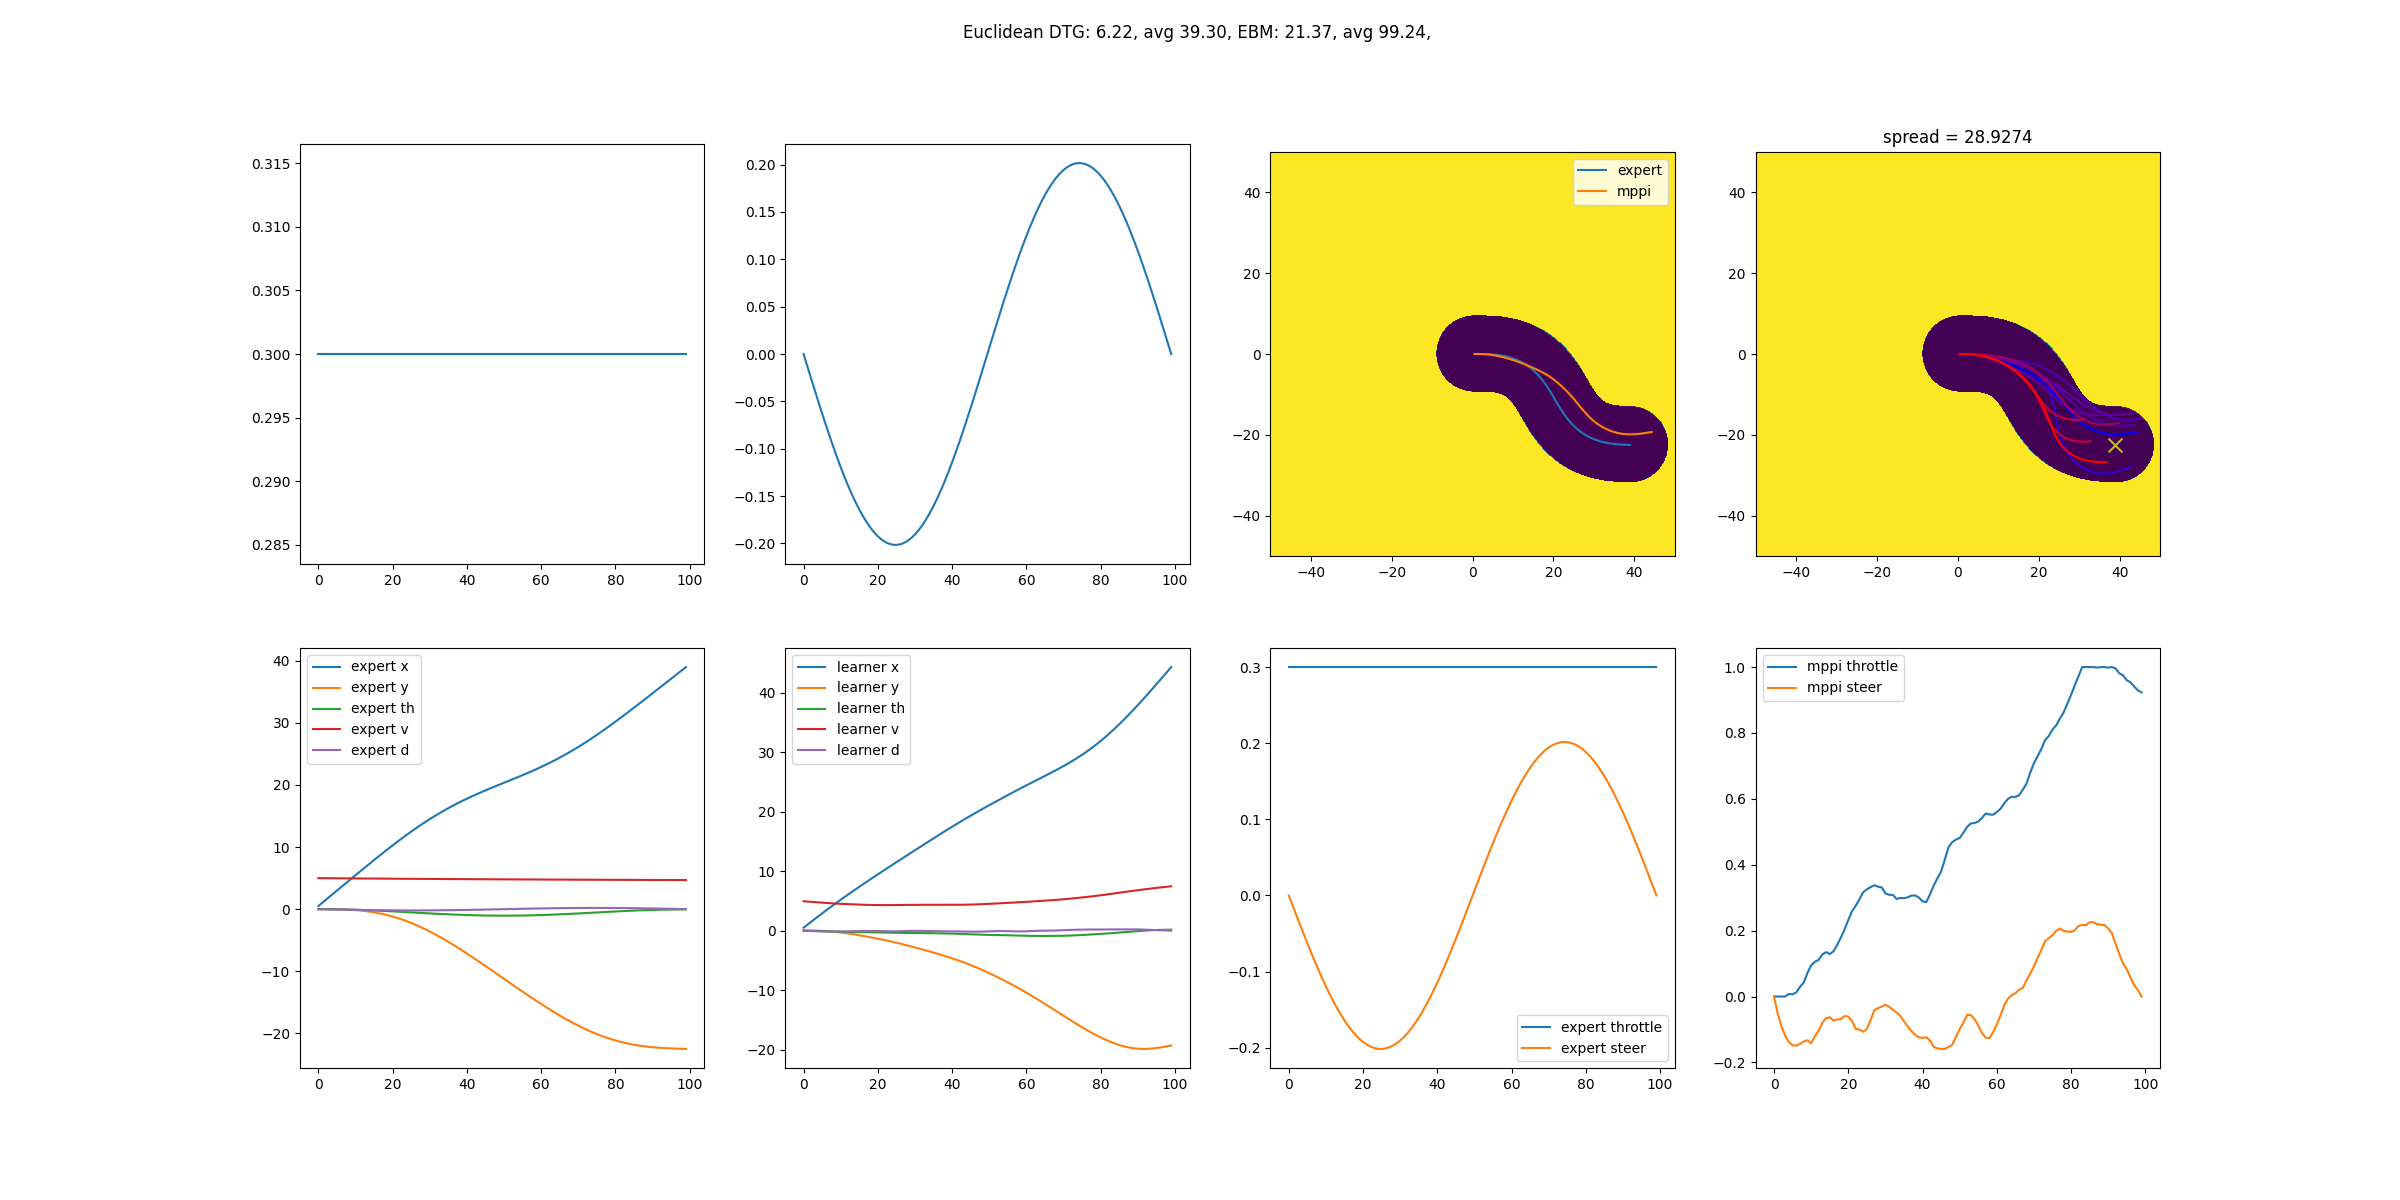 Euclidean DTG: 6.22, avg 39.30, EBM: 21.37, avg 99.24,
0.315
0.310
0.305
0.300
0.295
0.290
0.285
0 20 40 60 80 100
0.20
0.15
0.10
0.05
0.00
−0.05
−0.10
−0.15
−0.20
0 20 40 60 80 100
expert
mppi
40
20
0
−20
−40
−40 −20 0 20 40
spread = 28.9274
40
20
0
−20
−40
−40 −20 0 20 40
expert x
expert y
expert th
expert v
expert d
40
30
20
10
0
−10
−20
0 20 40 60 80 100
learner x
learner y
learner th
learner v
learner d
40
30
20
10
0
−10
−20
0 20 40 60 80 100
0.3
0.2
0.1
0.0
−0.1
−0.2
expert throttle
expert steer
0 20 40 60 80 100
mppi throttle
mppi steer
1.0
0.8
0.6
0.4
0.2
0.0
−0.2
0 20 40 60 80 100